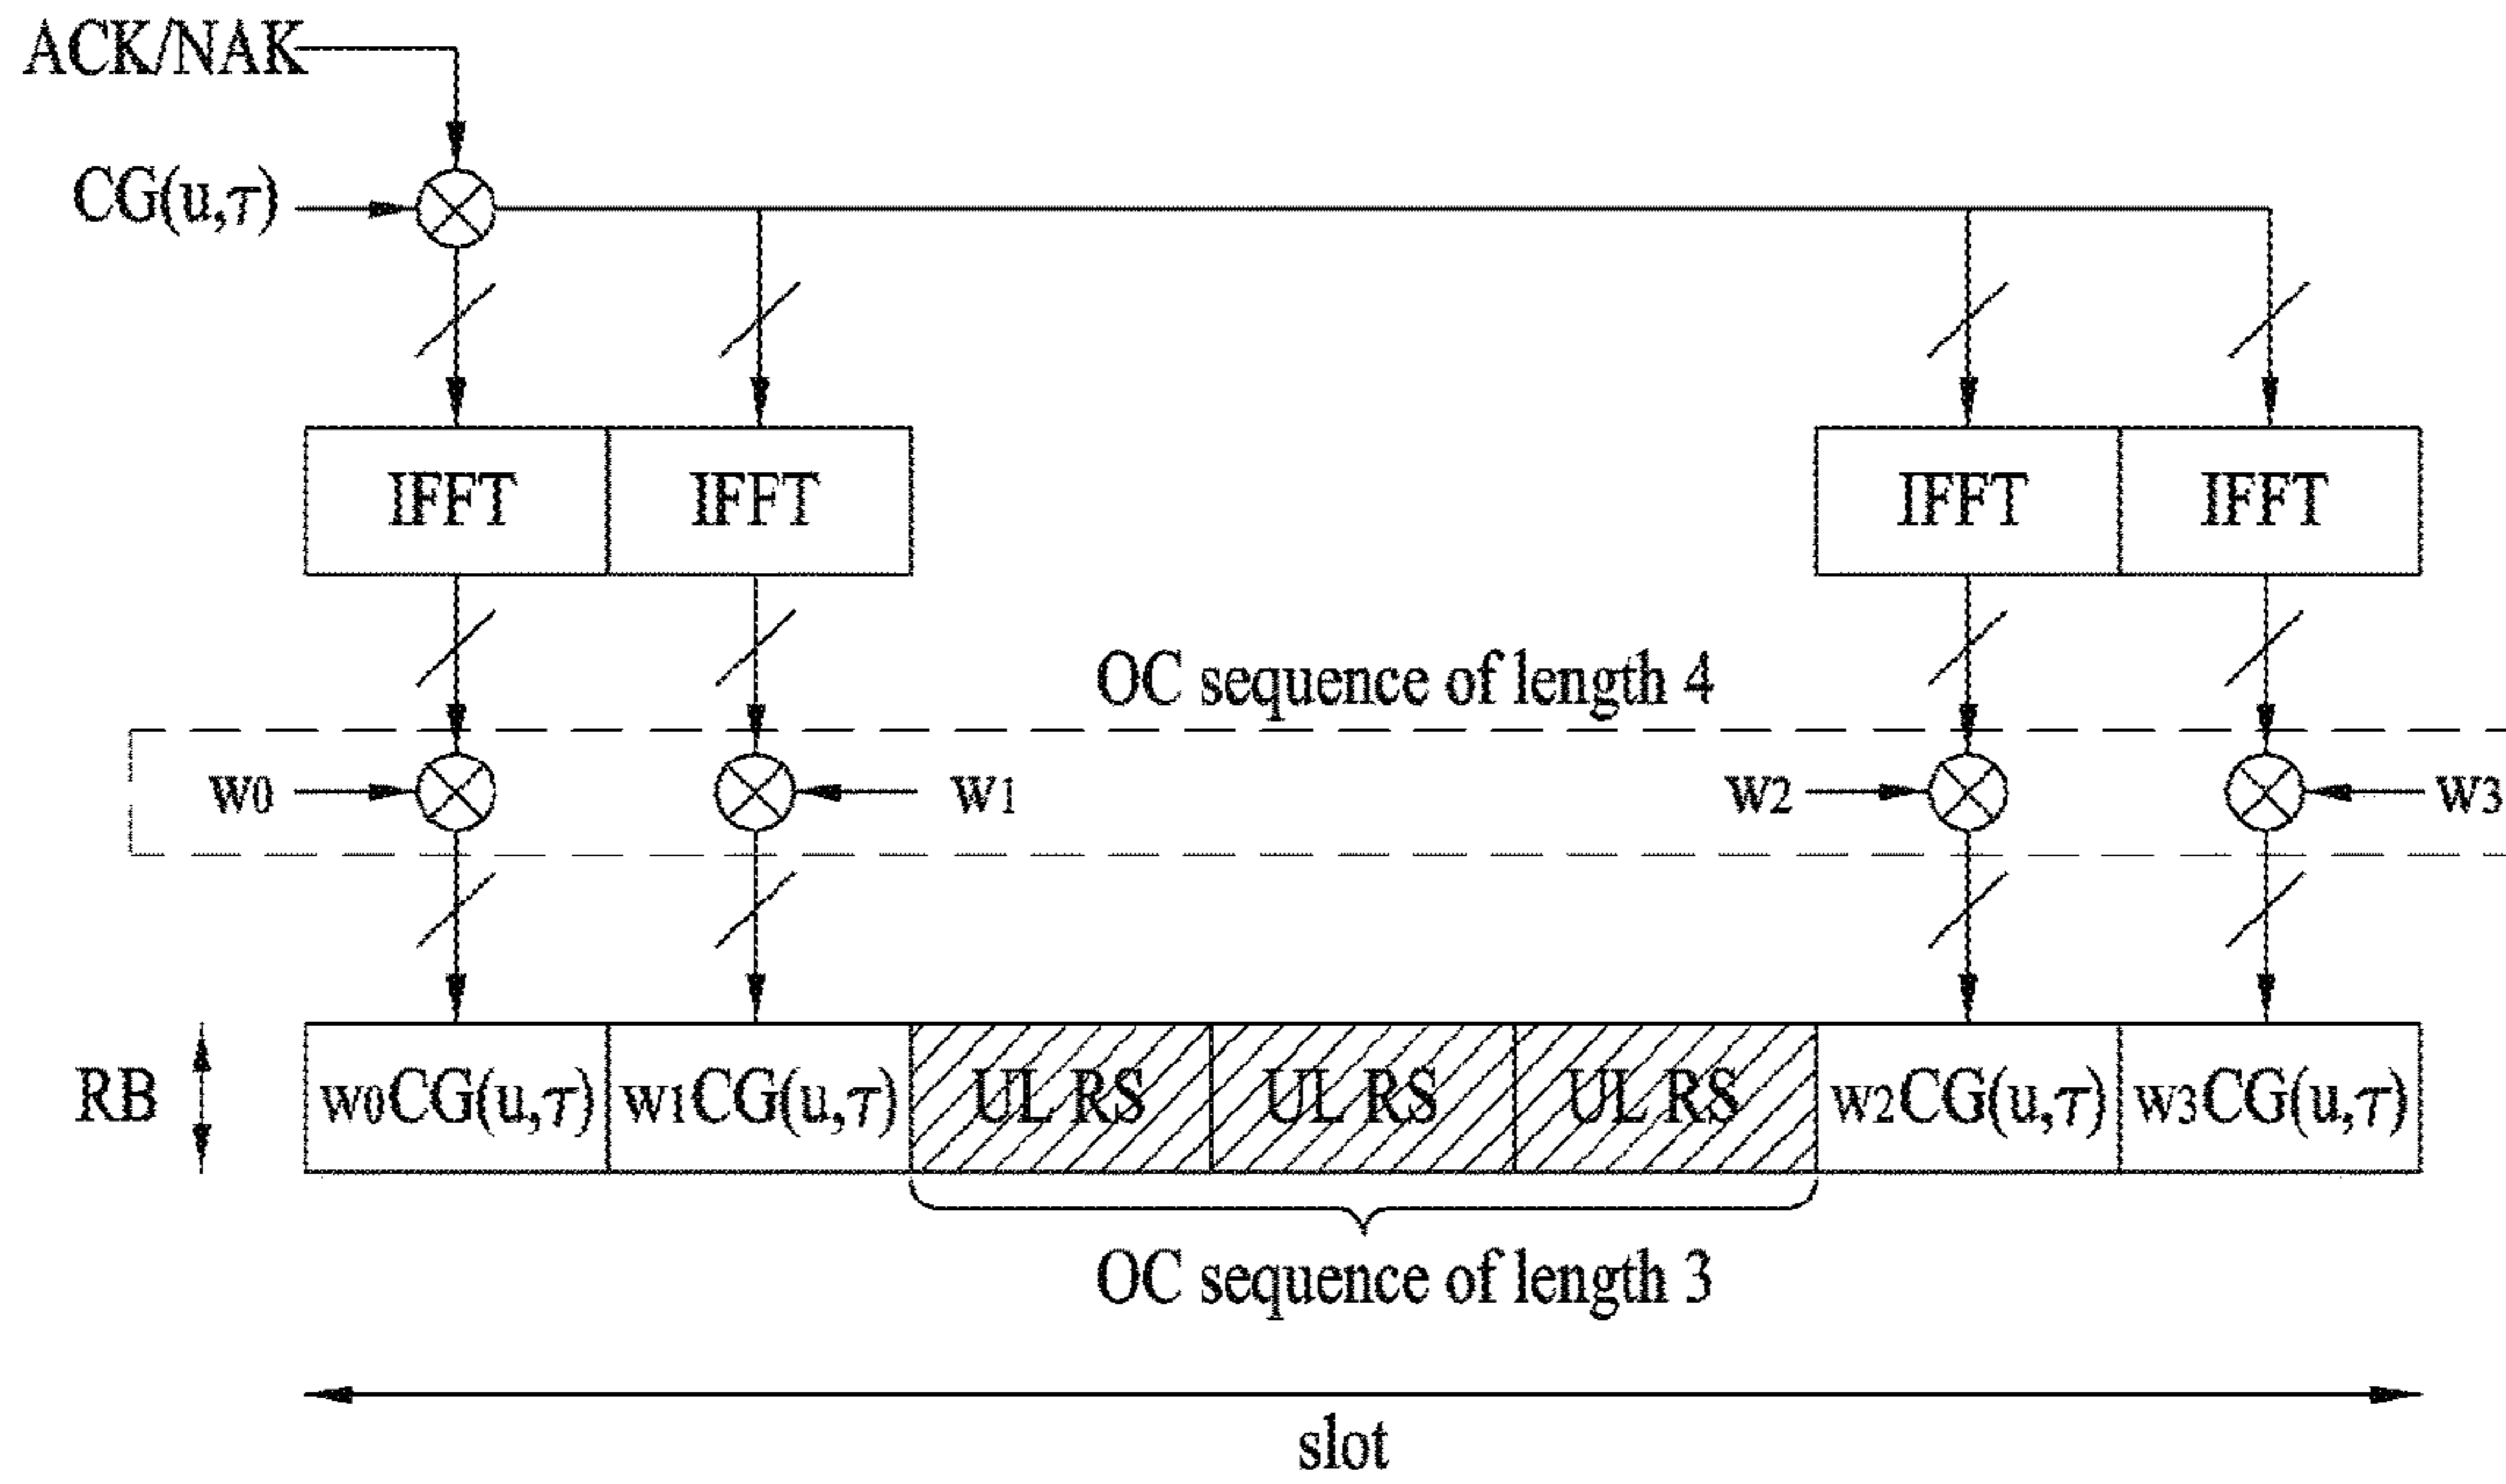 ACK/NAK
CG(u,τ)
IFFT IFFT IFFT IFFT
OC sequence of length 4
W0 W1 W2 W3
RB W0CG(u,τ) W1CG(u,τ) UL RS UL RS UL RS W2CG(u,τ) W3CG(u,τ)
OC sequence of length 3
slot